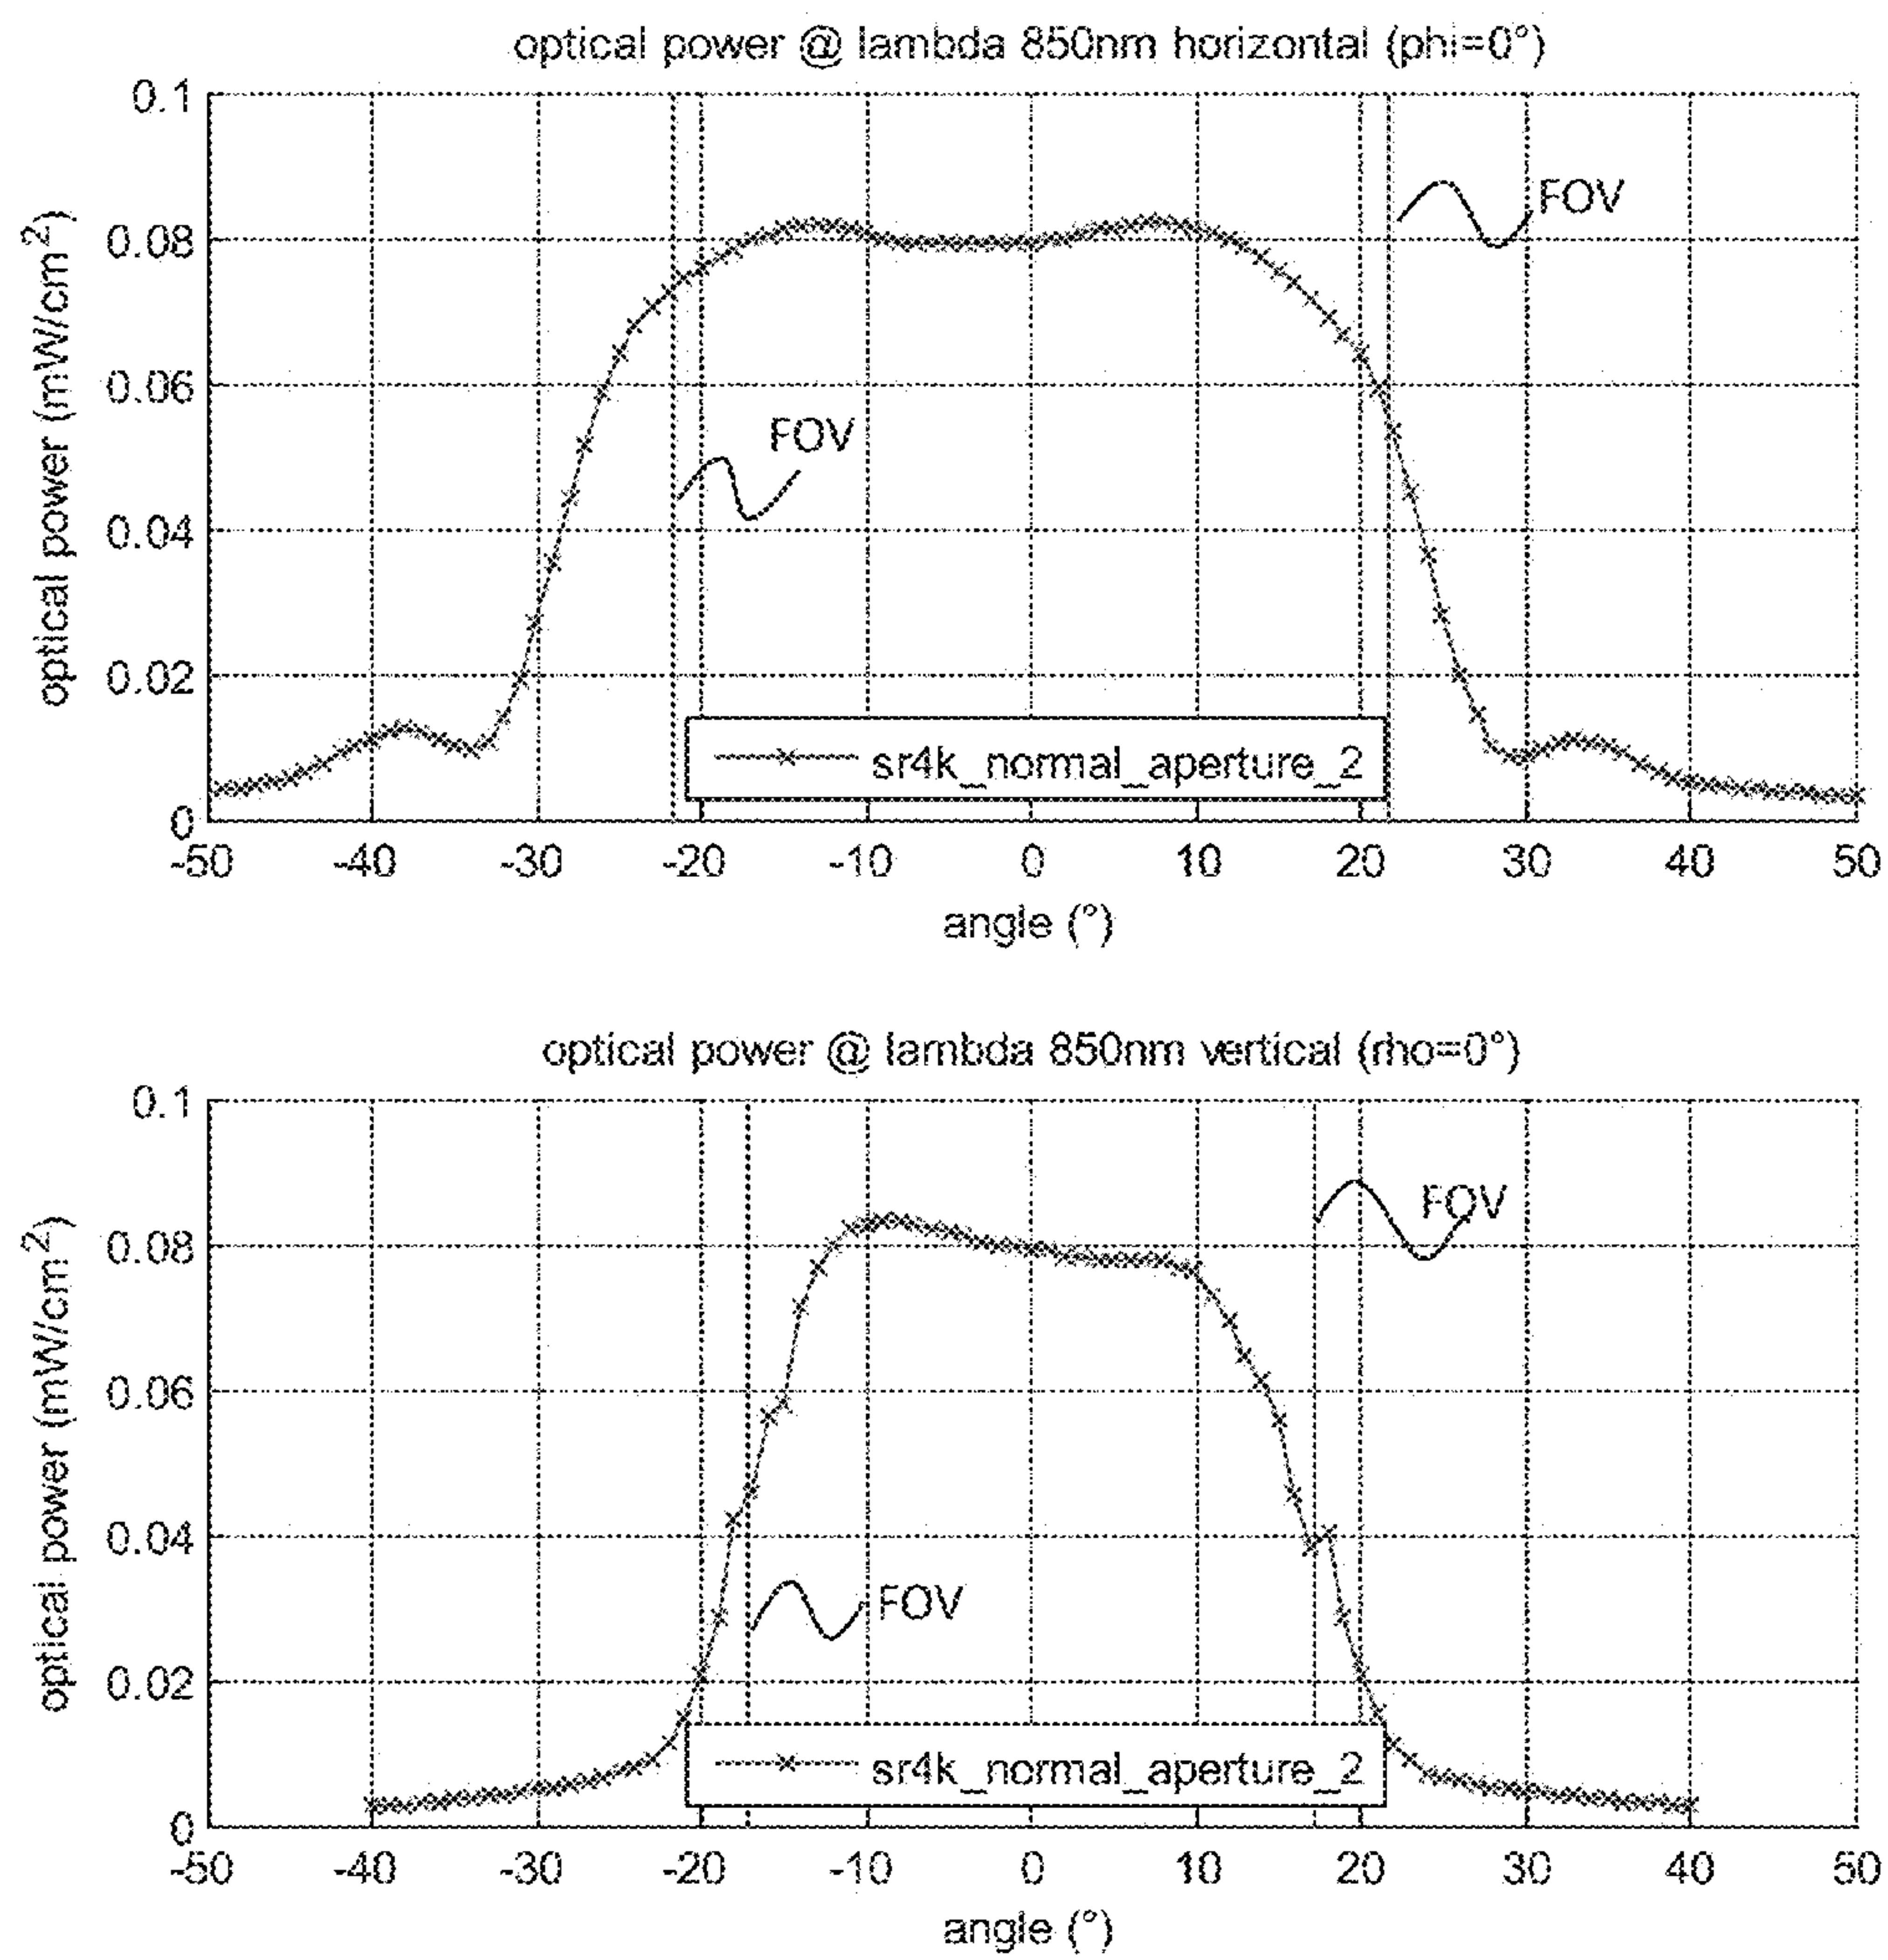 optical power @ lambda 850nm horizontal (phi=0°)
optical power (mW/cm²)
0.1
0.08
0.06
0.04
0.02
0
FOV
FOV
sr4k_normal_aperture_2
-50 -40 -30 -20 -10 0 10 20 30 40 50
angle (°)
optical power @ lambda 850nm vertical (rho=0°)
optical power (mW/cm²)
0.1
0.08
0.06
0.04
0.02
0
FOV
FOV
sr4k_normal_aperture_2
-50 -40 -30 -20 -10 0 10 20 30 40 50
angle (°)